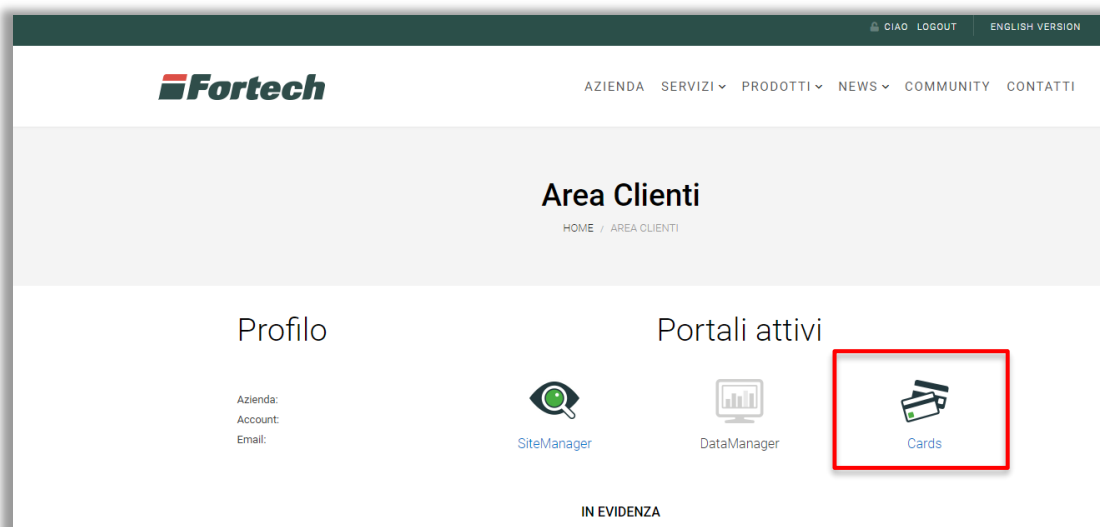 CIAO LOGOUT ENGLISH VERSION
Fortech
AZIENDA SERVIZI PRODOTTI NEWS COMMUNITY CONTATTI
Area Clienti
HOME / AREA CLIENTI
Profilo
Azienda:
Account:
Email:
Portali attivi
SiteManager DataManager Cards
IN EVIDENZA